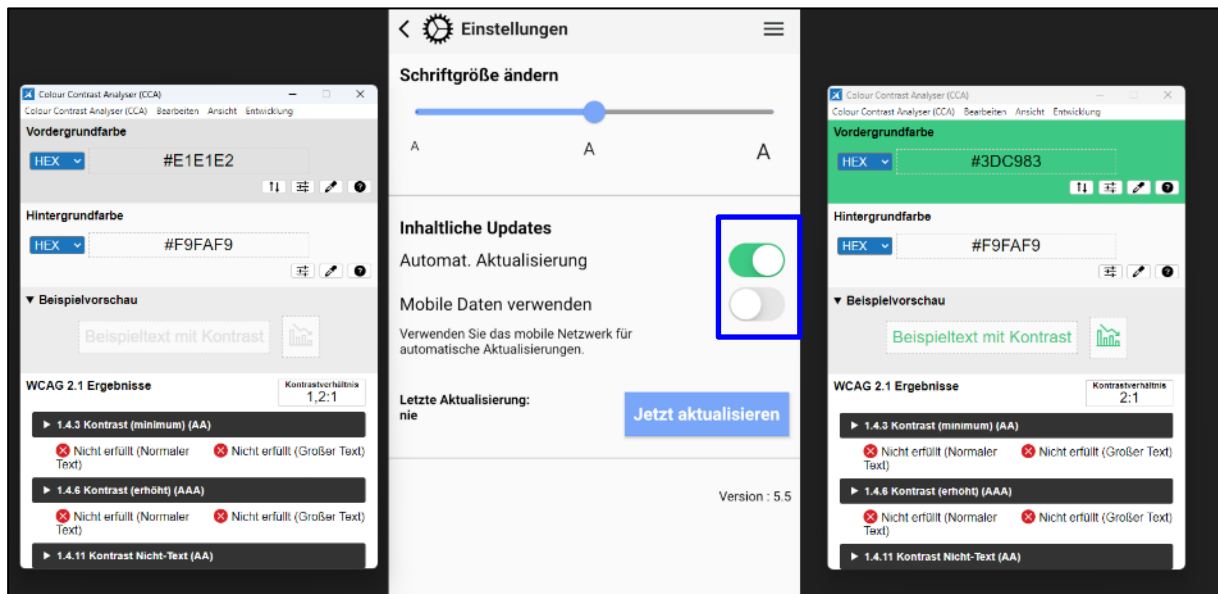 Colour Contrast Analyser (CCA)
Colour Contrast Analyser (CCA) Bearbeiten Ansicht Entwicklung
Vordergrundfarbe
HEX #E1E1E2
Hintergrundfarbe
HEX #F9FAF9
▼ Beispielvorschau
Beispieltext mit Kontrast
WCAG 2.1 Ergebnisse
Kontrastverhältnis
1,2:1
▶ 1.4.3 Kontrast (minimum) (AA)
Nicht erfüllt (Normaler Text)
Nicht erfüllt (Großer Text)
▶ 1.4.6 Kontrast (erhöht) (AAA)
Nicht erfüllt (Normaler Text)
Nicht erfüllt (Großer Text)
▶ 1.4.11 Kontrast Nicht-Text (AA)
Einstellungen
Schriftgröße ändern
A A A
Inhaltliche Updates
Automat. Aktualisierung
Mobile Daten verwenden
Verwenden Sie das mobile Netzwerk für
automatische Aktualisierungen.
Letzte Aktualisierung:
nie
Jetzt aktualisieren
Version : 5.5
Colour Contrast Analyser (CCA)
Colour Contrast Analyser (CCA) Bearbeiten Ansicht Entwicklung
Vordergrundfarbe
HEX #3DC983
Hintergrundfarbe
HEX #F9FAF9
▼ Beispielvorschau
Beispieltext mit Kontrast
WCAG 2.1 Ergebnisse
Kontrastverhältnis
2:1
▶ 1.4.3 Kontrast (minimum) (AA)
Nicht erfüllt (Normaler Text)
Nicht erfüllt (Großer Text)
▶ 1.4.6 Kontrast (erhöht) (AAA)
Nicht erfüllt (Normaler Text)
Nicht erfüllt (Großer Text)
▶ 1.4.11 Kontrast Nicht-Text (AA)